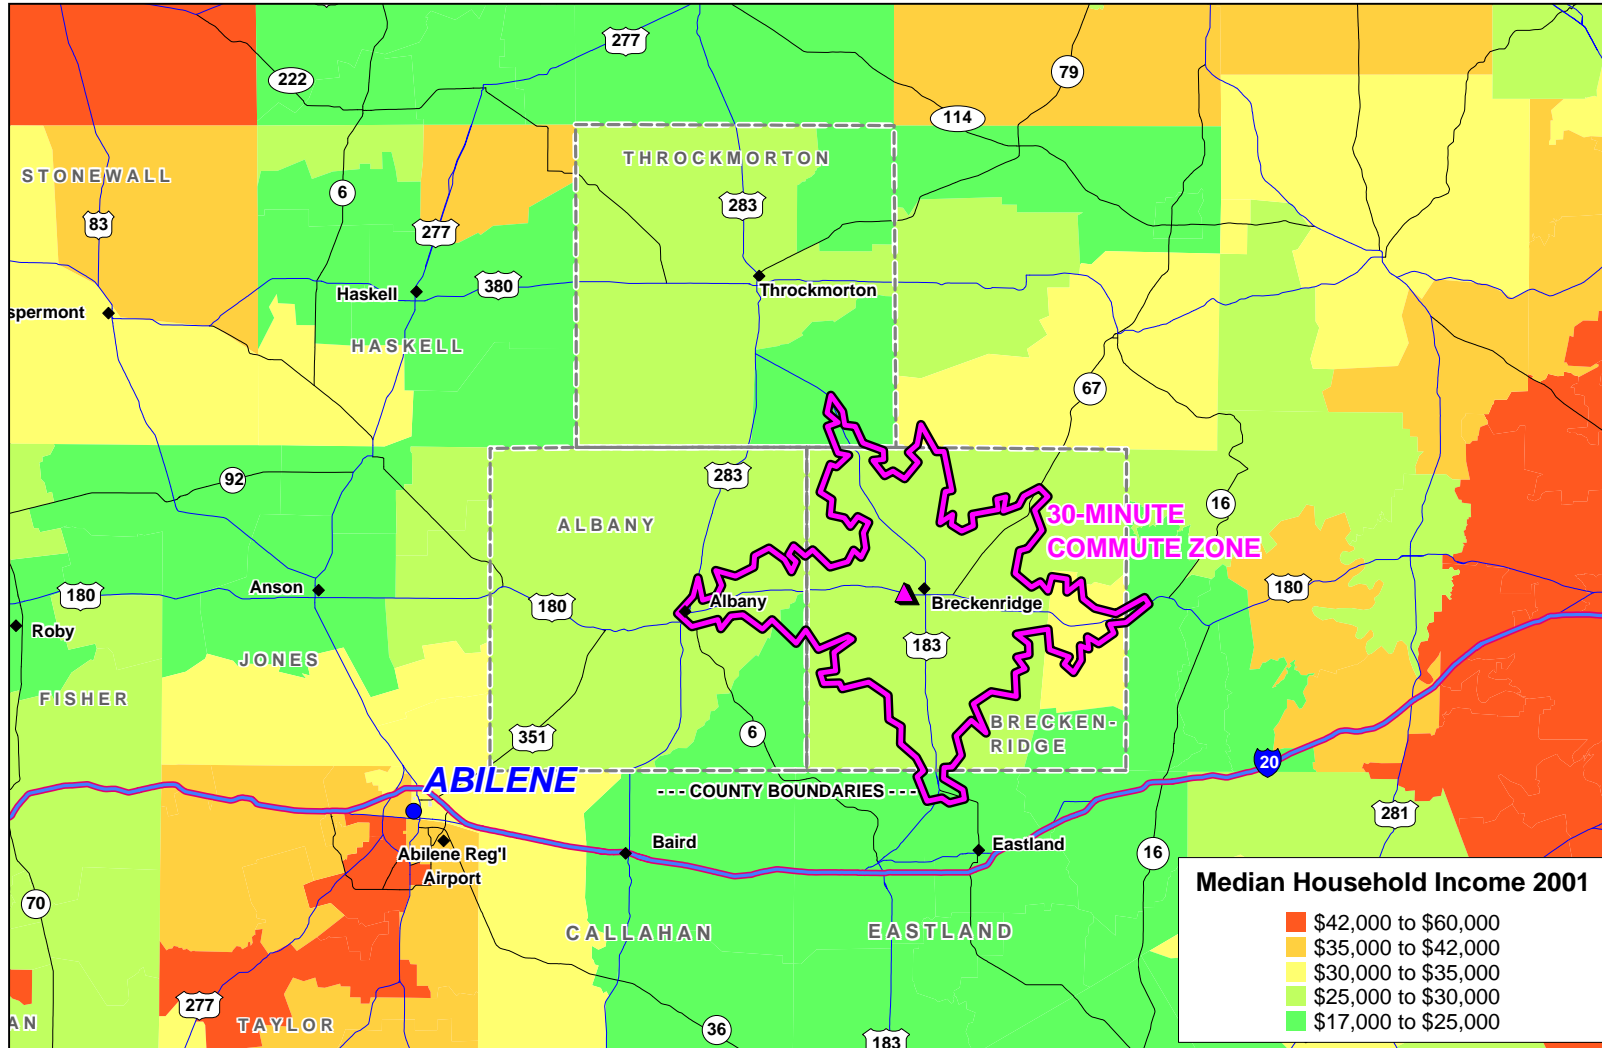 277
222
79
114
THROCKMORTON
STONEWALL
6
283
83
277
Haskell
380
Throckmorton
spermont
HASKELL
67
283
92
16
ALBANY
30-MINUTE
COMMUTE ZONE
Anson
180
180
180
Albany
Breckenridge
Roby
183
JONES
FISHER
BRECKEN-
RIDGE
351
6
20
ABILENE
- - - COUNTY BOUNDARIES - - -
281
Baird
Eastland
Abilene Reg'l
Airport
16
Median Household Income 2001
$42,000 to $60,000
$35,000 to $42,000
$30,000 to $35,000
$25,000 to $30,000
$17,000 to $25,000
70
CALLAHAN
EASTLAND
277
AN
TAYLOR
36
183